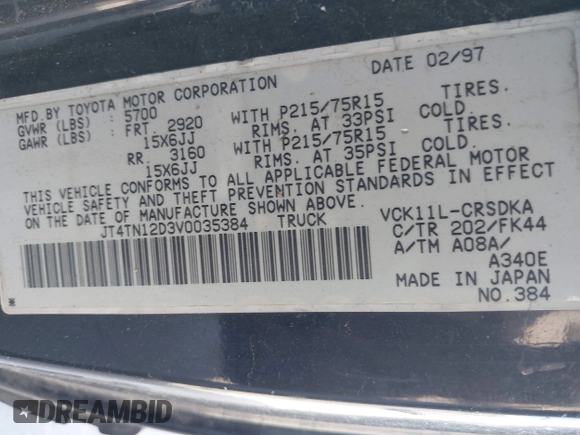 MFD.BY TOYOTA MOTOR CORPORATION DATE 02/97
GVWR (LBS) : 5700
GAWR (LBS) : FRT. 2920 WITH P215/75R15 TIRES.
15X6JJ RIMS. AT 33PSI COLD.
RR. 3160 WITH P215/75R15 TIRES.
15X6JJ RIMS. AT 35PSI COLD.
THIS VEHICLE CONFORMS TO ALL APPLICABLE FEDERAL MOTOR
VEHICLE SAFETY AND THEFT PREVENTION STANDARDS IN EFFECT
ON THE DATE OF MANUFACTURE SHOWN ABOVE.
JT4TN12D3V0035384 TRUCK VCK11L-CRSDKA
C/TR 202/FK44
A/TM A08A/
A340E
MADE IN JAPAN
NO.384
DREAMBID